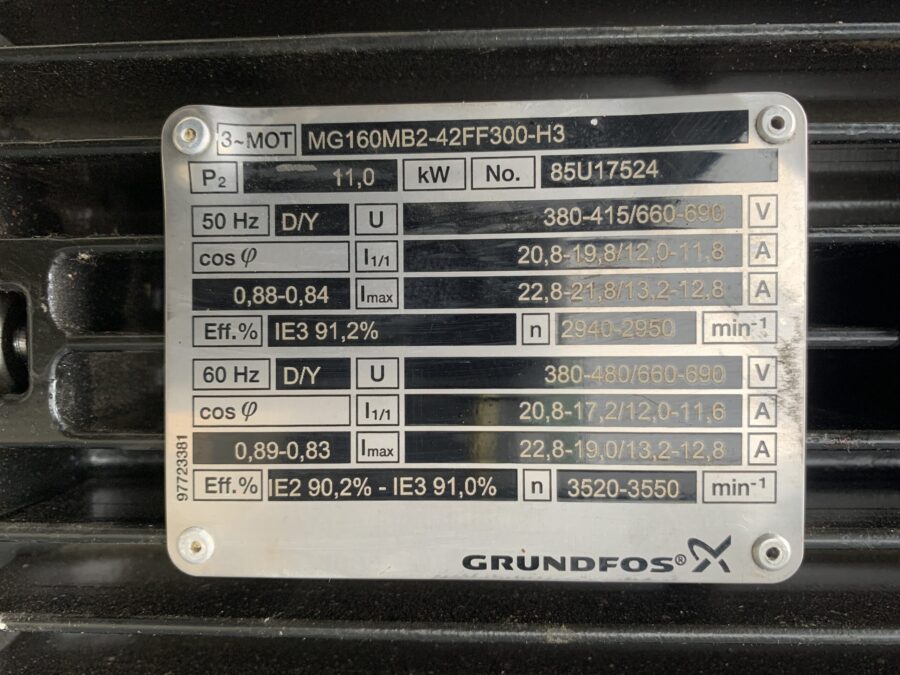 3~MOT MG160MB2-42FF300-H3
P2 11,0 kW No. 85U17524
50 Hz D/Y U 380-415/660-690 V
cos φ I1/1 20,8-19,8/12,0-11,8 A
0,88-0,84 Imax 22,8-21,8/13,2-12,8 A
Eff.% IE3 91,2% n 2940-2950 min-1
60 Hz D/Y U 380-480/660-690 V
cos φ I1/1 20,8-17,2/12,0-11,6 A
0,89-0,83 Imax 22,8-19,0/13,2-12,8 A
Eff.% IE2 90,2% - IE3 91,0% n 3520-3550 min-1
97723381
GRUNDFOS®